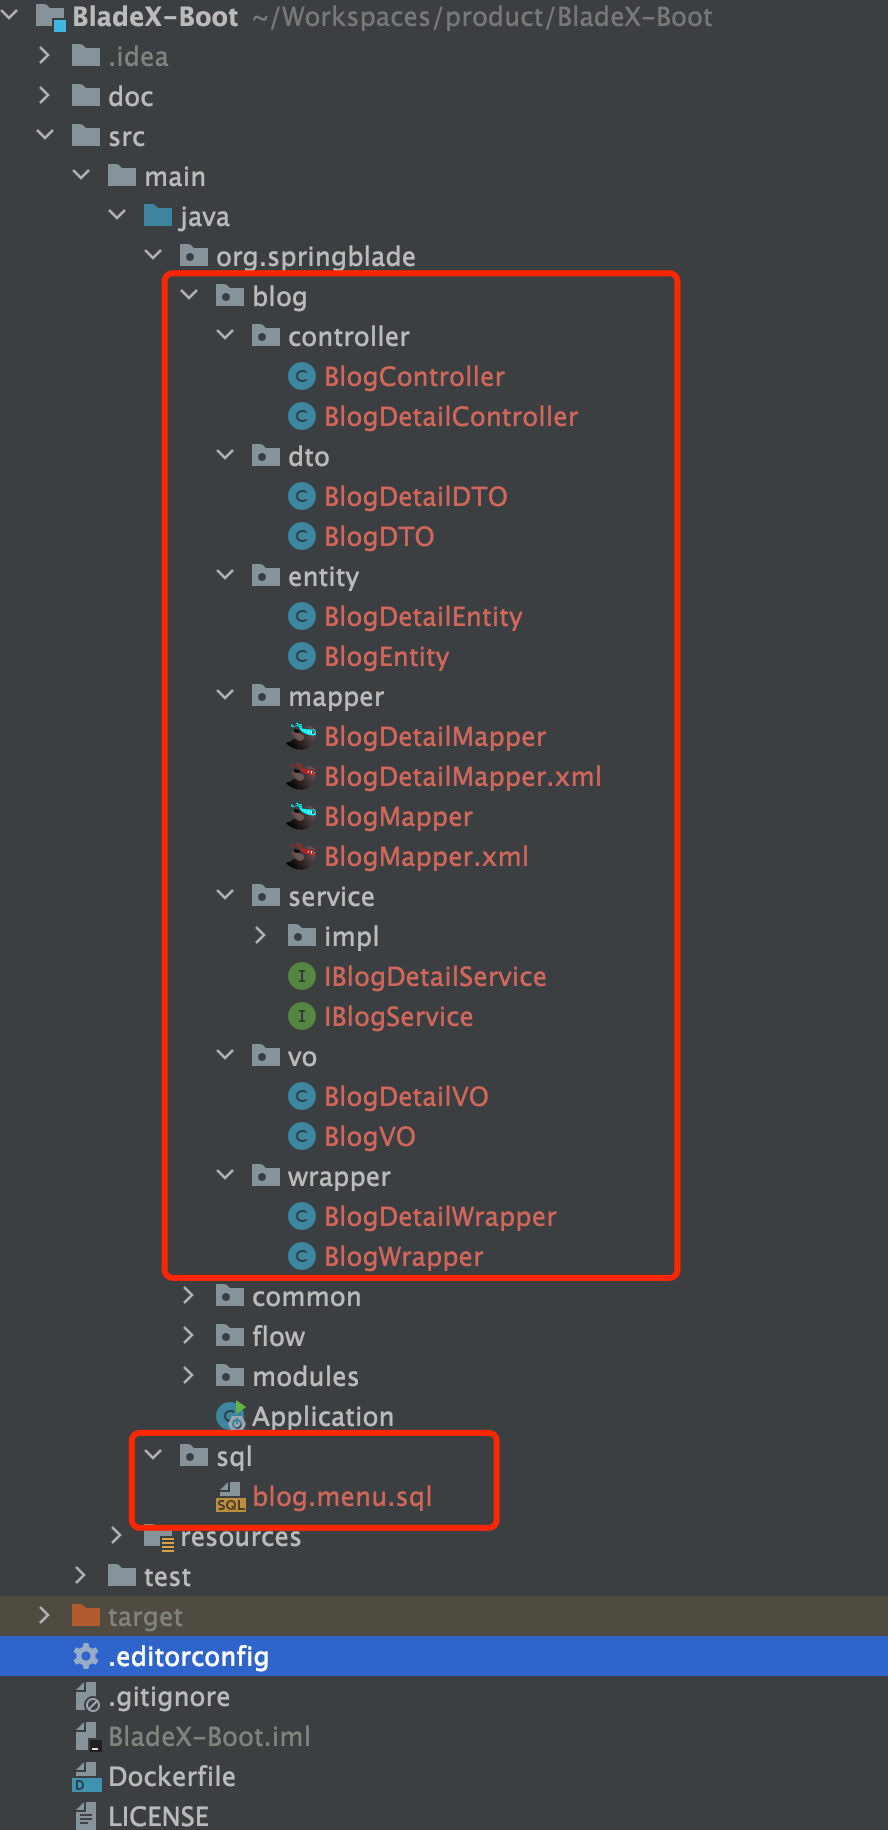 BladeX-Boot ~/Workspaces/product/BladeX-Boot
.idea
doc
src
main
java
org.springblade
blog
controller
C BlogController
C BlogDetailController
dto
C BlogDetailDTO
C BlogDTO
entity
C BlogDetailEntity
C BlogEntity
mapper
BlogDetailMapper
BlogDetailMapper.xml
BlogMapper
BlogMapper.xml
service
impl
I IBlogDetailService
I IBlogService
vo
C BlogDetailVO
C BlogVO
wrapper
C BlogDetailWrapper
C BlogWrapper
common
flow
modules
C Application
sql
SQL blog.menu.sql
resources
test
target
.editorconfig
.gitignore
BladeX-Boot.iml
D Dockerfile
LICENSE